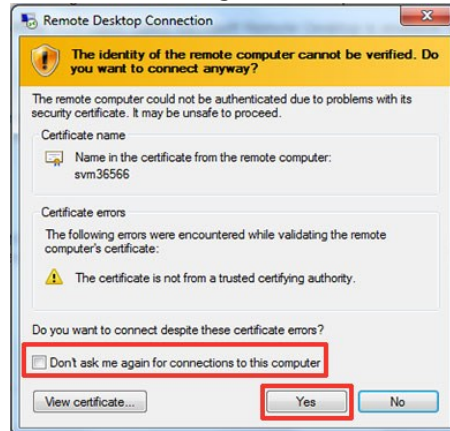 Remote Desktop Connection
The identity of the remote computer cannot be verified. Do
you want to connect anyway?
The remote computer could not be authenticated due to problems with its
security certificate. It may be unsafe to proceed.
Certificate name
Name in the certificate from the remote computer:
svm36566
Certificate errors
The following errors were encountered while validating the remote
computer's certificate:
The certificate is not from a trusted certifying authority.
Do you want to connect despite these certificate errors?
Don't ask me again for connections to this computer
View certificate...
Yes
No